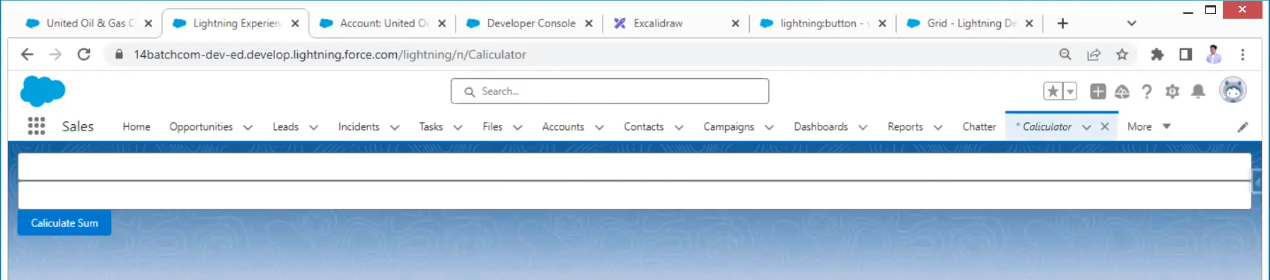 United Oil & Gas C
Lightning Experien
Account: United Oi
Developer Console
Excalidraw
lightning:button - s
Grid - Lightning De
14batchcom-dev-ed.develop.lightning.force.com/lightning/n/Caliculator
Search...
Sales Home Opportunities Leads Incidents Tasks Files Accounts Contacts Campaigns Dashboards Reports Chatter * Caliculator More
Caliculate Sum